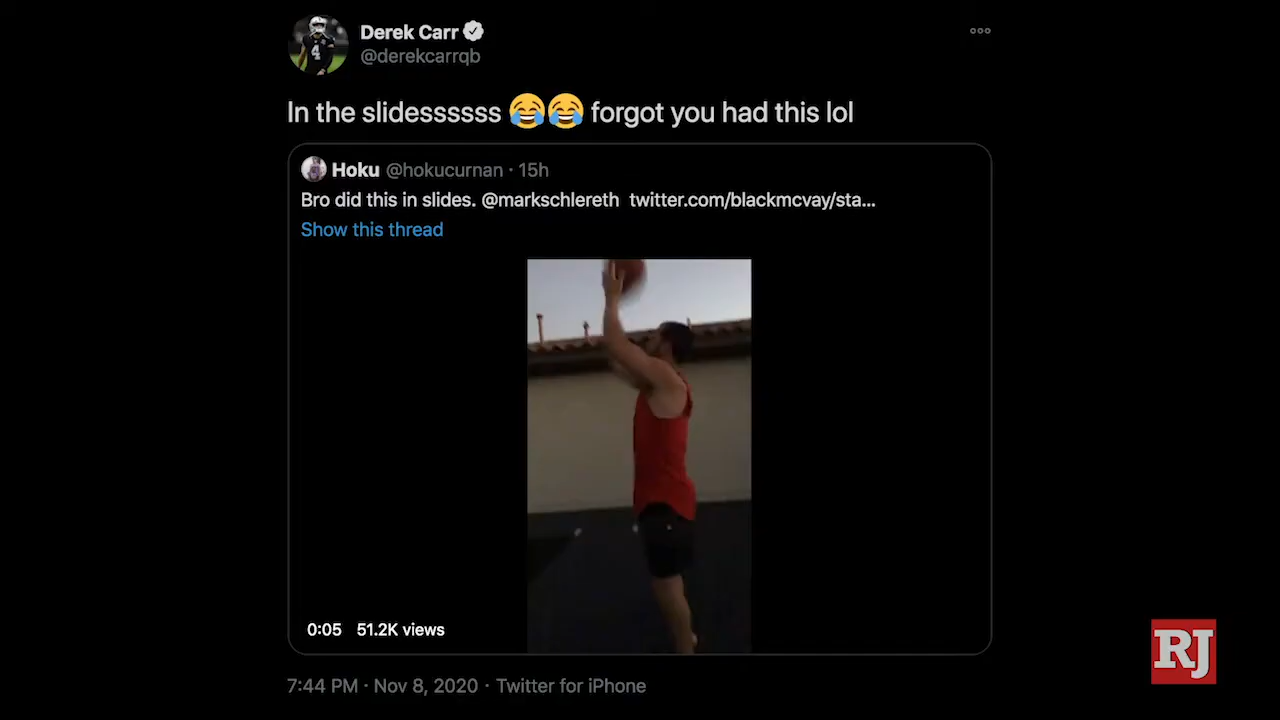 Derek Carr
@derekcarrqb
In the slidessssss 😂😂 forgot you had this lol
Hoku @hokucurnan · 15h
Bro did this in slides. @markschlereth twitter.com/blackmcvay/sta...
Show this thread
0:05 51.2K views
7:44 PM · Nov 8, 2020 · Twitter for iPhone
RJ